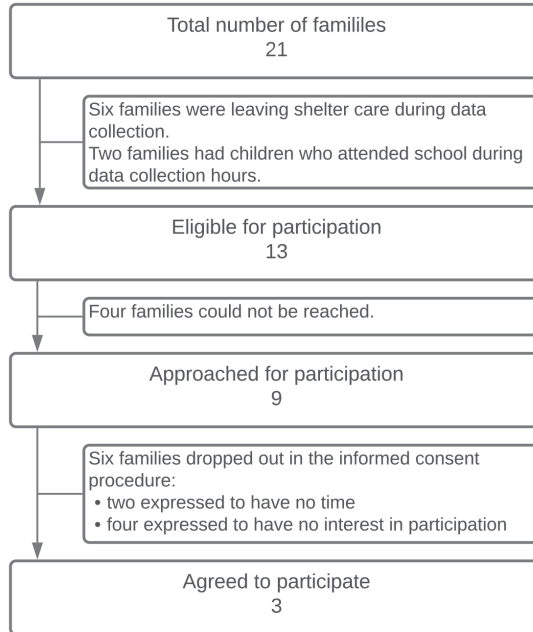 Total number of famililes
21
Six families were leaving shelter care during data
collection.
Two families had children who attended school during
data collection hours.
Eligible for participation
13
Four families could not be reached.
Approached for participation
9
Six families dropped out in the informed consent
procedure:
• two expressed to have no time
• four expressed to have no interest in participation
Agreed to participate
3